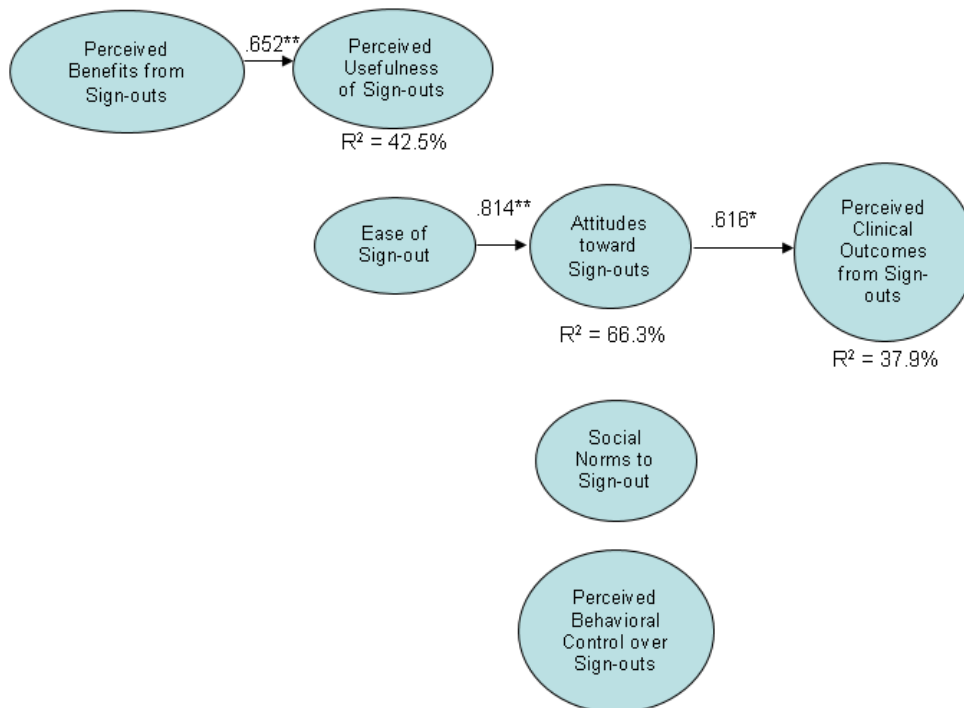 Perceived
Benefits from
Sign-outs
.652**
Perceived
Usefulness
of Sign-outs
R² = 42.5%
Ease of
Sign-out
.814**
Attitudes
toward
Sign-outs
R² = 66.3%
.616*
Perceived
Clinical
Outcomes
from Sign-
outs
R² = 37.9%
Social
Norms to
Sign-out
Perceived
Behavioral
Control over
Sign-outs